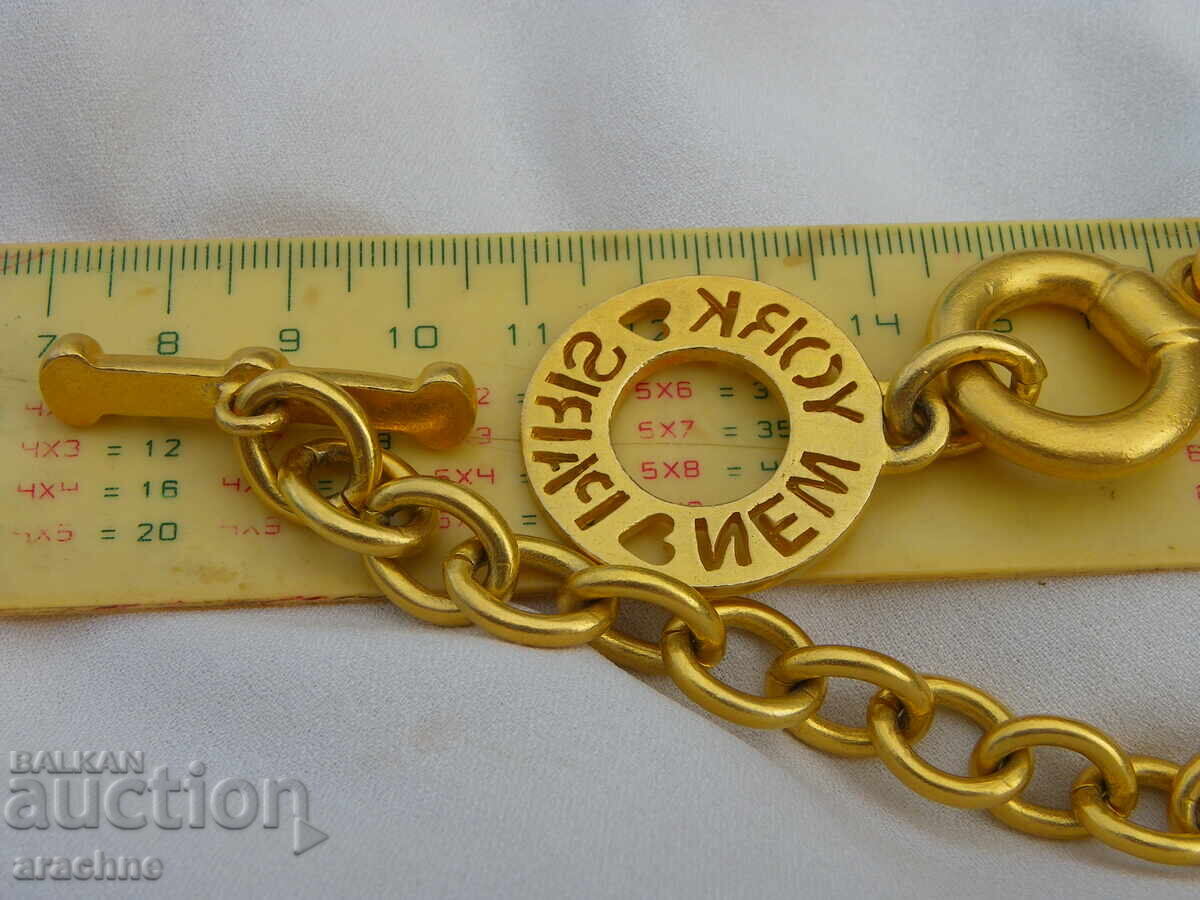 7 8 9 10 11 12 13 14
4X3 = 12
4X4 = 16
4X5 = 20
5X4
5X6 = 3
5X7 = 35
5X8 = 4
PARIS ♥ NEW YORK ♥
BALKAN
auction
arachne